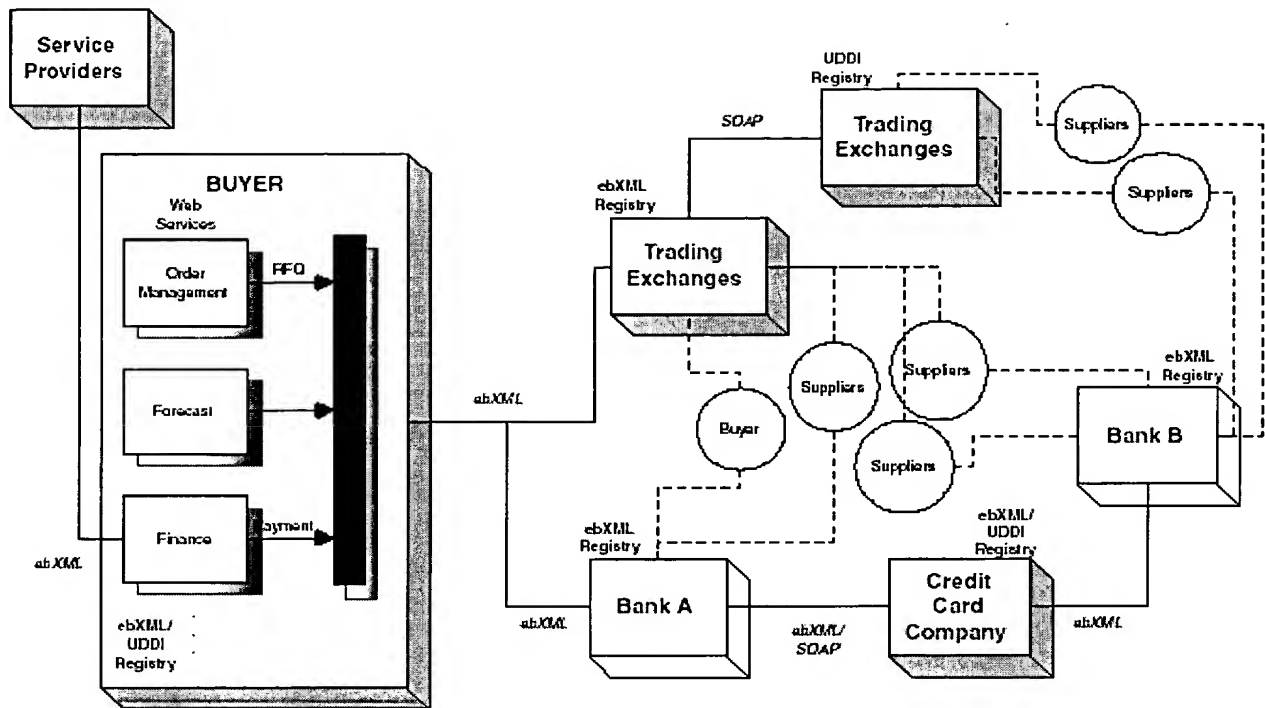 Service
Providers
BUYER
Web
Services
Order
Management
RFQ
Forecast
Finance
ayment
abXML
ebXML/
UDDI
Registry
abXML
abXML
ebXML
Registry
Trading
Exchanges
SOAP
UDDI
Registry
Trading
Exchanges
Suppliers
Suppliers
Suppliers
Suppliers
Suppliers
Buyer
ebXML
Registry
Bank B
ebXML
Registry
Bank A
abXML/
SOAP
ebXML/
UDDI
Registry
Credit
Card
Company
abXML